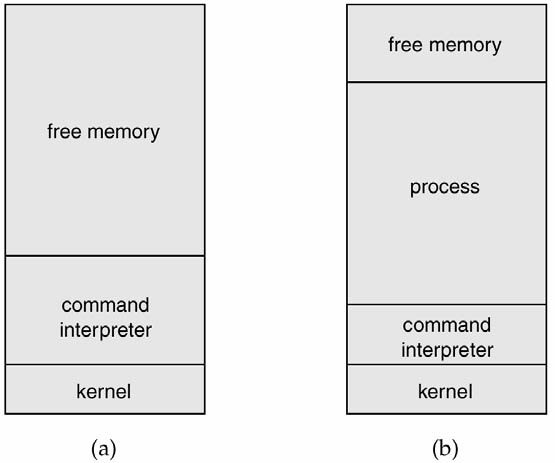 free memory
command
interpreter
kernel
(a)
free memory
process
command
interpreter
kernel
(b)